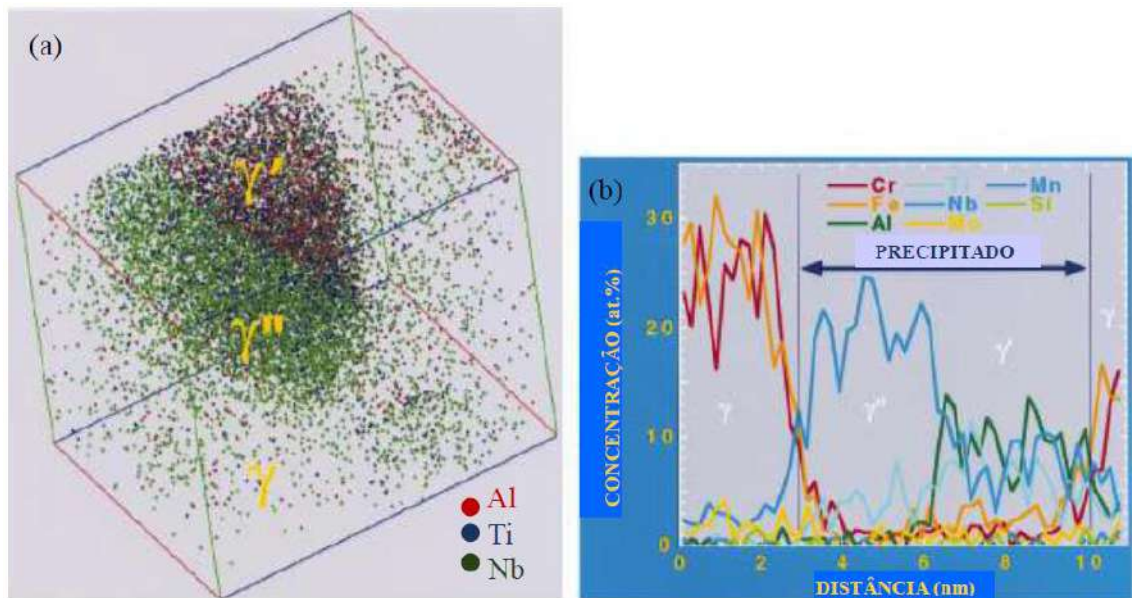 (a)
γ'
γ''
γ
Al
Ti
Nb
(b)
Cr Ti Mn
Fe Nb Si
Al Mo
PRECIPITADO
CONCENTRAÇÃO (at.%)
30
20
10
0
γ
γ''
γ'
γ
0 2 4 6 8 10
DISTÂNCIA (nm)